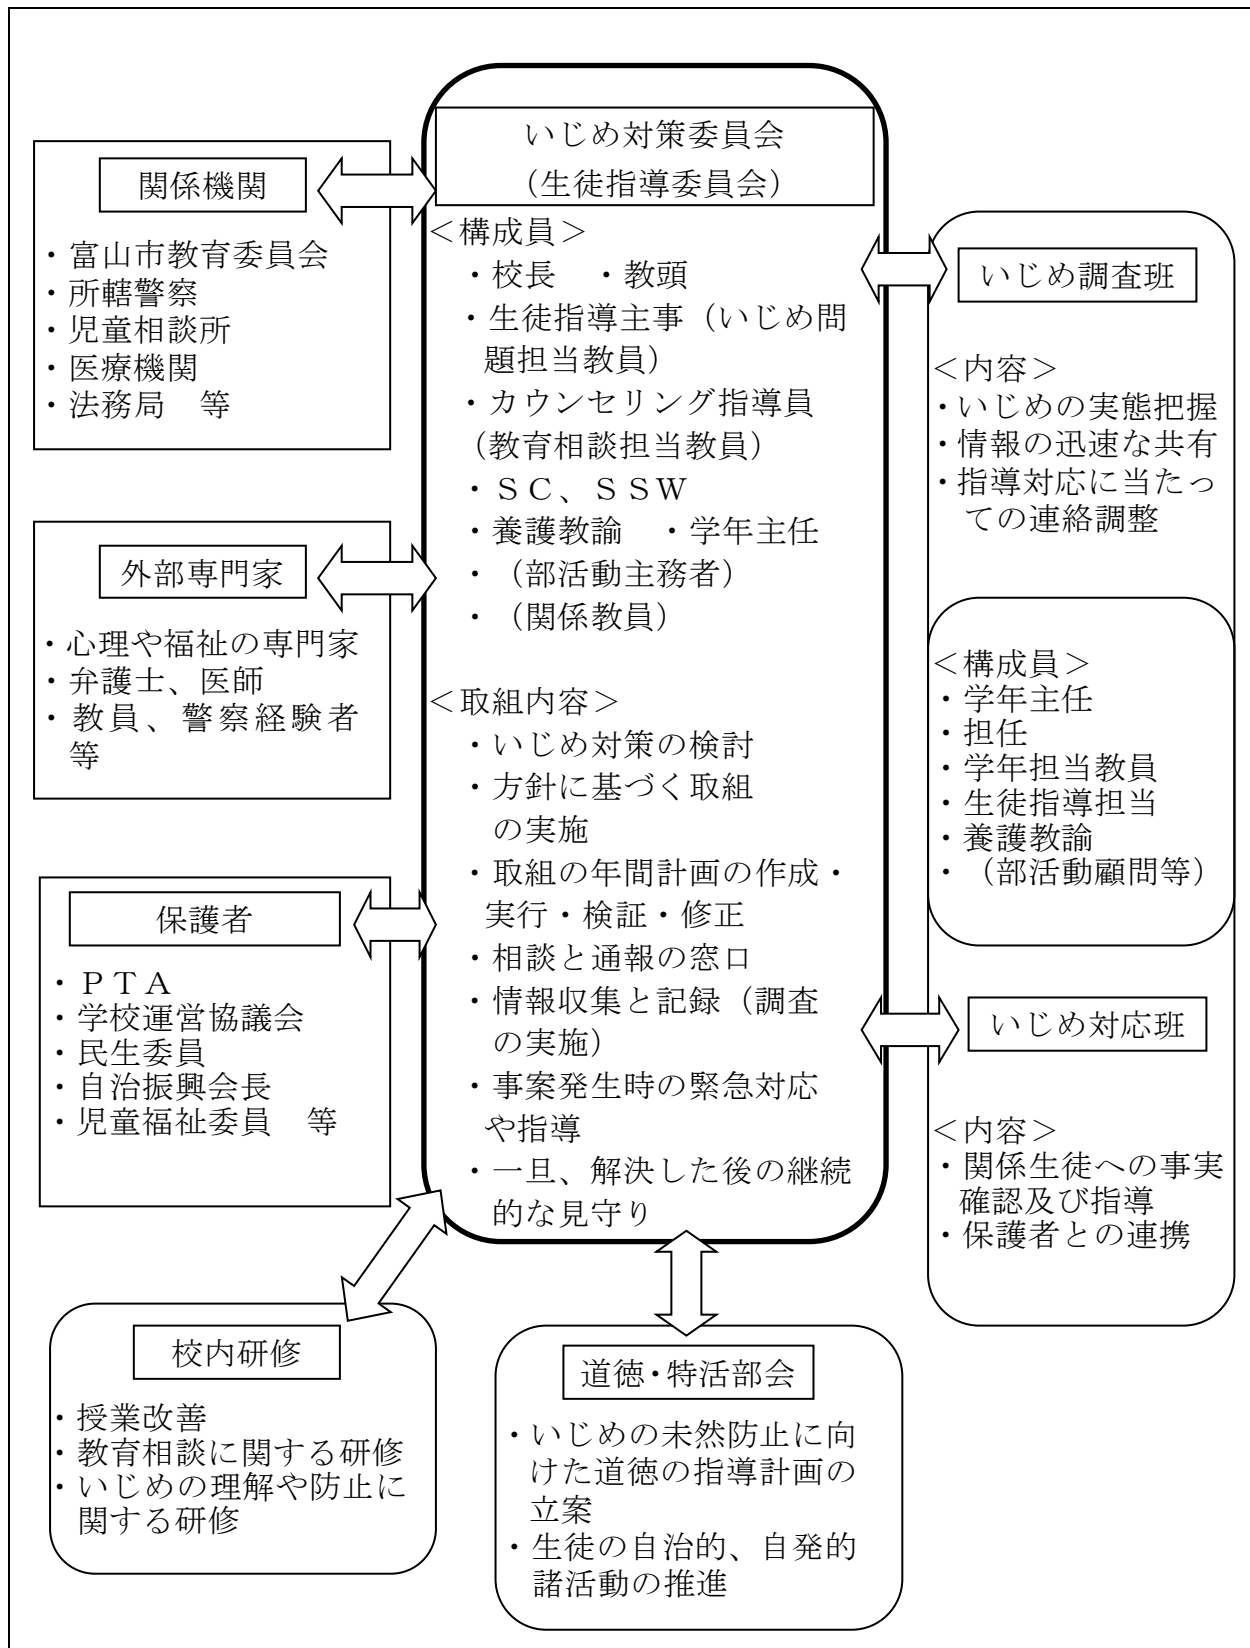 いじめ対策委員会
（生徒指導委員会）
＜構成員＞
・校長　・教頭
・生徒指導主事（いじめ問
題担当教員）
・カウンセリング指導員
（教育相談担当教員）
・ＳＣ、ＳＳＷ
・養護教諭　・学年主任
・（部活動主務者）
・（関係教員）
＜取組内容＞
・いじめ対策の検討
・方針に基づく取組
の実施
・取組の年間計画の作成・
実行・検証・修正
・相談と通報の窓口
・情報収集と記録（調査
の実施）
・事案発生時の緊急対応
や指導
・一旦、解決した後の継続
的な見守り
関係機関
・富山市教育委員会
・所轄警察
・児童相談所
・医療機関
・法務局　等
外部専門家
・心理や福祉の専門家
・弁護士、医師
・教員、警察経験者
等
保護者
・ＰＴＡ
・学校運営協議会
・民生委員
・自治振興会長
・児童福祉委員　等
いじめ調査班
＜内容＞
・いじめの実態把握
・情報の迅速な共有
・指導対応に当たっ
ての連絡調整
＜構成員＞
・学年主任
・担任
・学年担当教員
・生徒指導担当
・養護教諭
・（部活動顧問等）
いじめ対応班
＜内容＞
・関係生徒への事実
確認及び指導
・保護者との連携
校内研修
・授業改善
・教育相談に関する研修
・いじめの理解や防止に
関する研修
道徳・特活部会
・いじめの未然防止に向
けた道徳の指導計画の
立案
・生徒の自治的、自発的
諸活動の推進